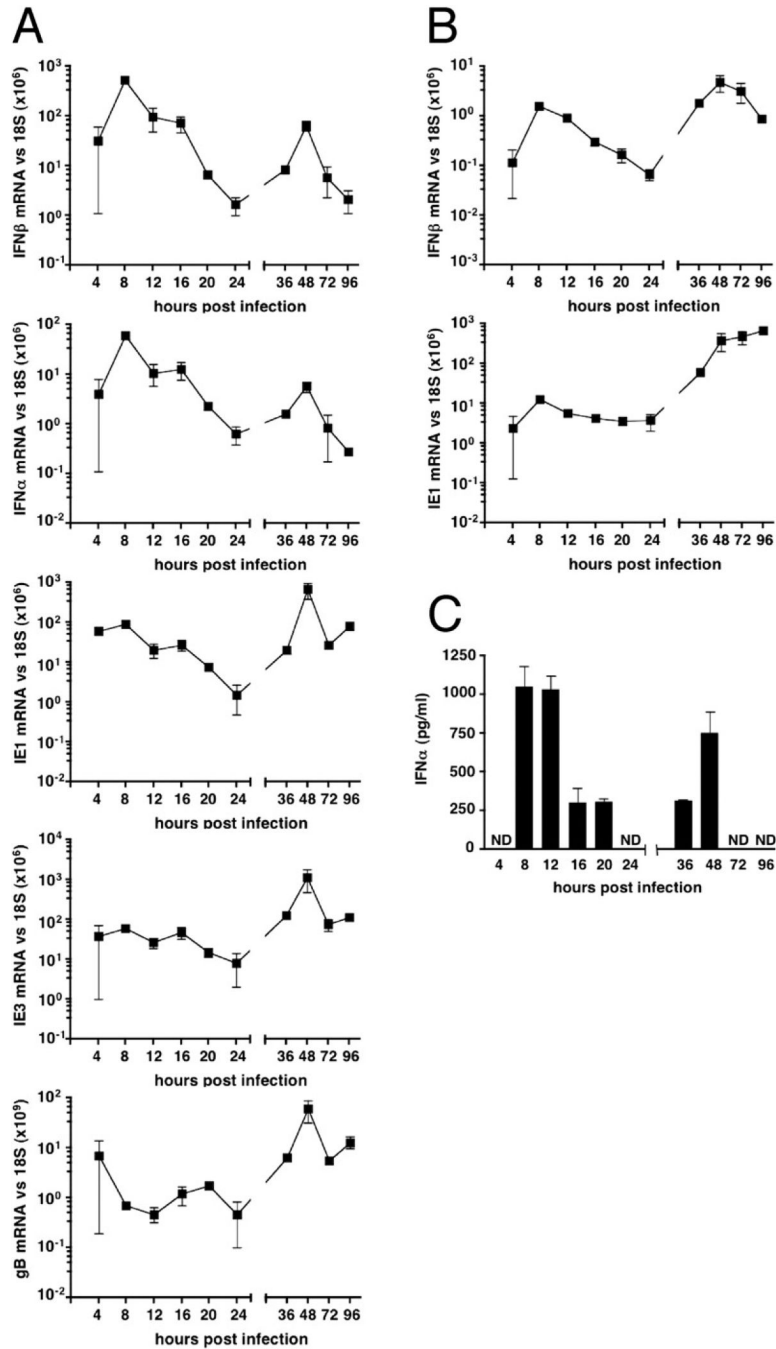 A
IFNβ mRNA vs 18S (x10⁶)
10³
10²
10¹
10⁰
10⁻¹
4 8 12 16 20 24 36 48 72 96
hours post infection
IFNα mRNA vs 18S (x10⁶)
10²
10¹
10⁰
10⁻¹
10⁻²
4 8 12 16 20 24 36 48 72 96
hours post infection
IE1 mRNA vs 18S (x10⁶)
10³
10²
10¹
10⁰
10⁻¹
10⁻²
4 8 12 16 20 24 36 48 72 96
hours post infection
IE3 mRNA vs 18S (x10⁶)
10⁴
10³
10²
10¹
10⁰
10⁻¹
4 8 12 16 20 24 36 48 72 96
hours post infection
gB mRNA vs 18S (x10⁹)
10²
10¹
10⁰
10⁻¹
10⁻²
4 8 12 16 20 24 36 48 72 96
hours post infection
B
IFNβ mRNA vs 18S (x10⁶)
10¹
10⁰
10⁻¹
10⁻²
10⁻³
4 8 12 16 20 24 36 48 72 96
hours post infection
IE1 mRNA vs 18S (x10⁶)
10³
10²
10¹
10⁰
10⁻¹
10⁻²
4 8 12 16 20 24 36 48 72 96
hours post infection
C
IFNα (pg/ml)
1250
1000
750
500
250
0
ND ND ND ND
4 8 12 16 20 24 36 48 72 96
hours post infection